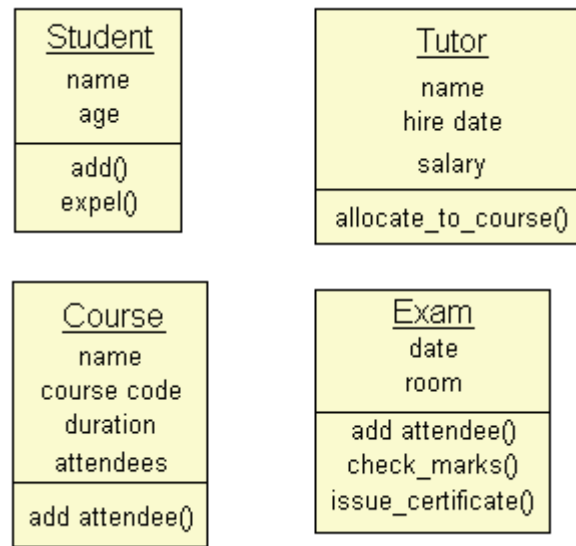 Student
name
age
add()
expel()
Tutor
name
hire date
salary
allocate_to_course()
Course
name
course code
duration
attendees
add attendee()
Exam
date
room
add attendee()
check_marks()
issue_certificate()